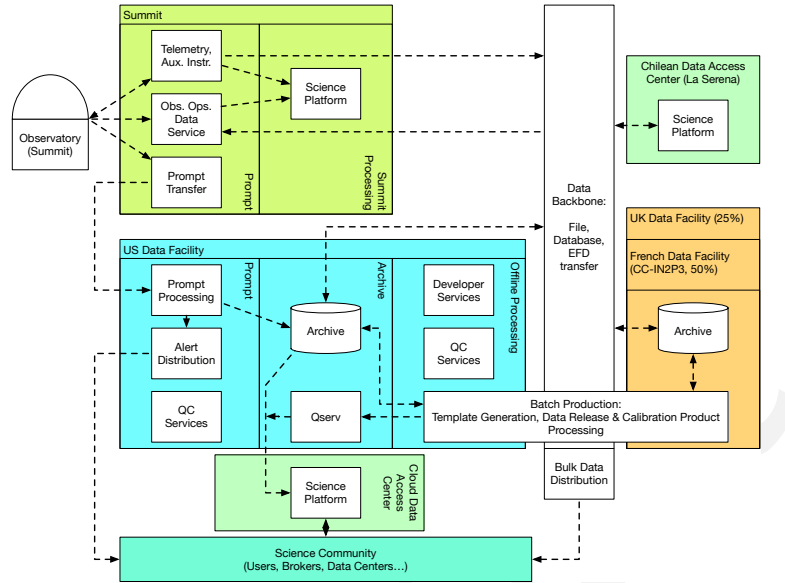 Summit
Telemetry,
Aux. Instr.
Science
Platform
Obs. Ops.
Data
Service
Observatory
(Summit)
Prompt
Transfer
Prompt
Summit
Processing
Chilean Data Access
Center (La Serena)
Science
Platform
Data
Backbone:
File,
Database,
EFD
transfer
UK Data Facility (25%)
French Data Facility
(CC-IN2P3, 50%)
Archive
US Data Facility
Prompt
Processing
Alert
Distribution
QC
Services
Prompt
Archive
Qserv
Archive
Developer
Services
QC
Services
Offline Processing
Batch Production:
Template Generation, Data Release & Calibration Product
Processing
Bulk Data
Distribution
Science
Platform
Cloud Data
Access
Center
Science Community
(Users, Brokers, Data Centers...)